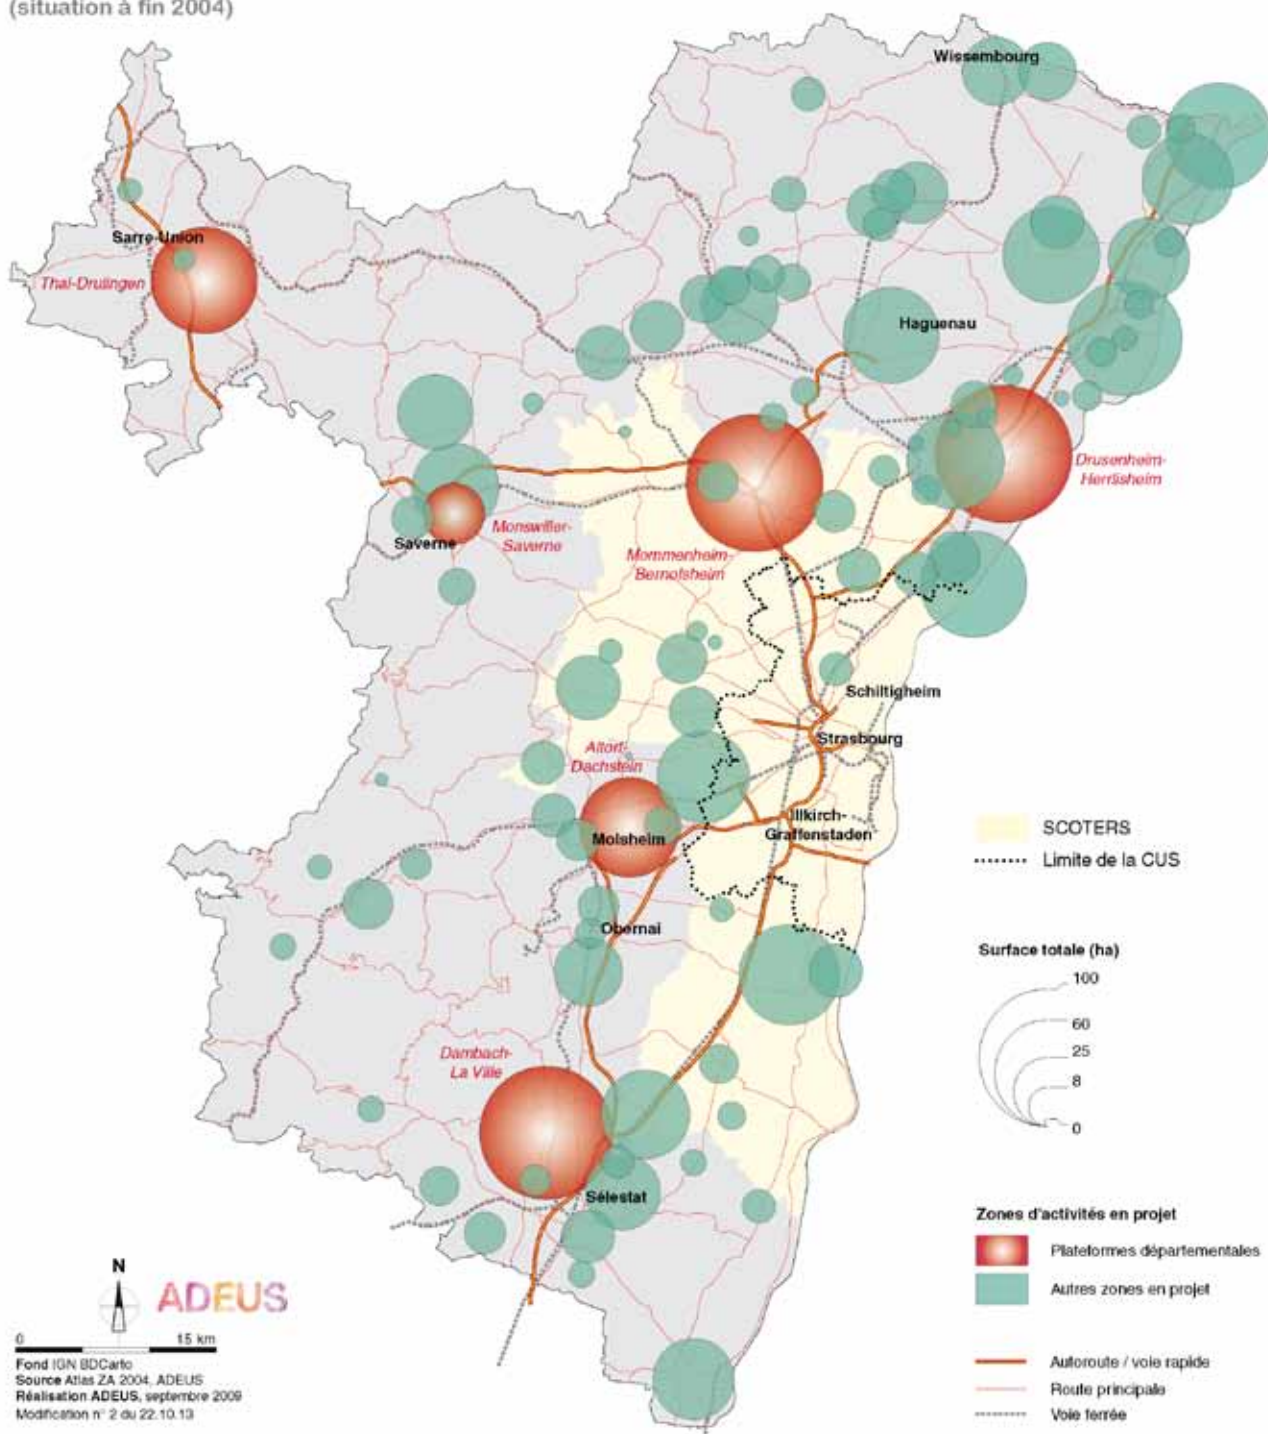 (situation à fin 2004)
Wissembourg
Sarre-Union
Thal-Drulingen
Haguenau
Drusenheim-
Herrlisheim
Monswiller-
Saverne
Saverne
Mommenheim-
Bernolsheim
Schiltigheim
Strasbourg
Altorf-
Dachstein
Molsheim
Illkirch-
Graffenstaden
SCOTERS
Limite de la CUS
Obernai
Surface totale (ha)
100
60
25
8
0
Dambach-
La Ville
Sélestat
Zones d'activités en projet
Plateformes départementales
Autres zones en projet
Autoroute / voie rapide
Route principale
Voie ferrée
N
ADEUS
0 15 km
Fond IGN BDCarto
Source Atlas ZA 2004, ADEUS
Réalisation ADEUS, septembre 2009
Modification n° 2 du 22.10.13